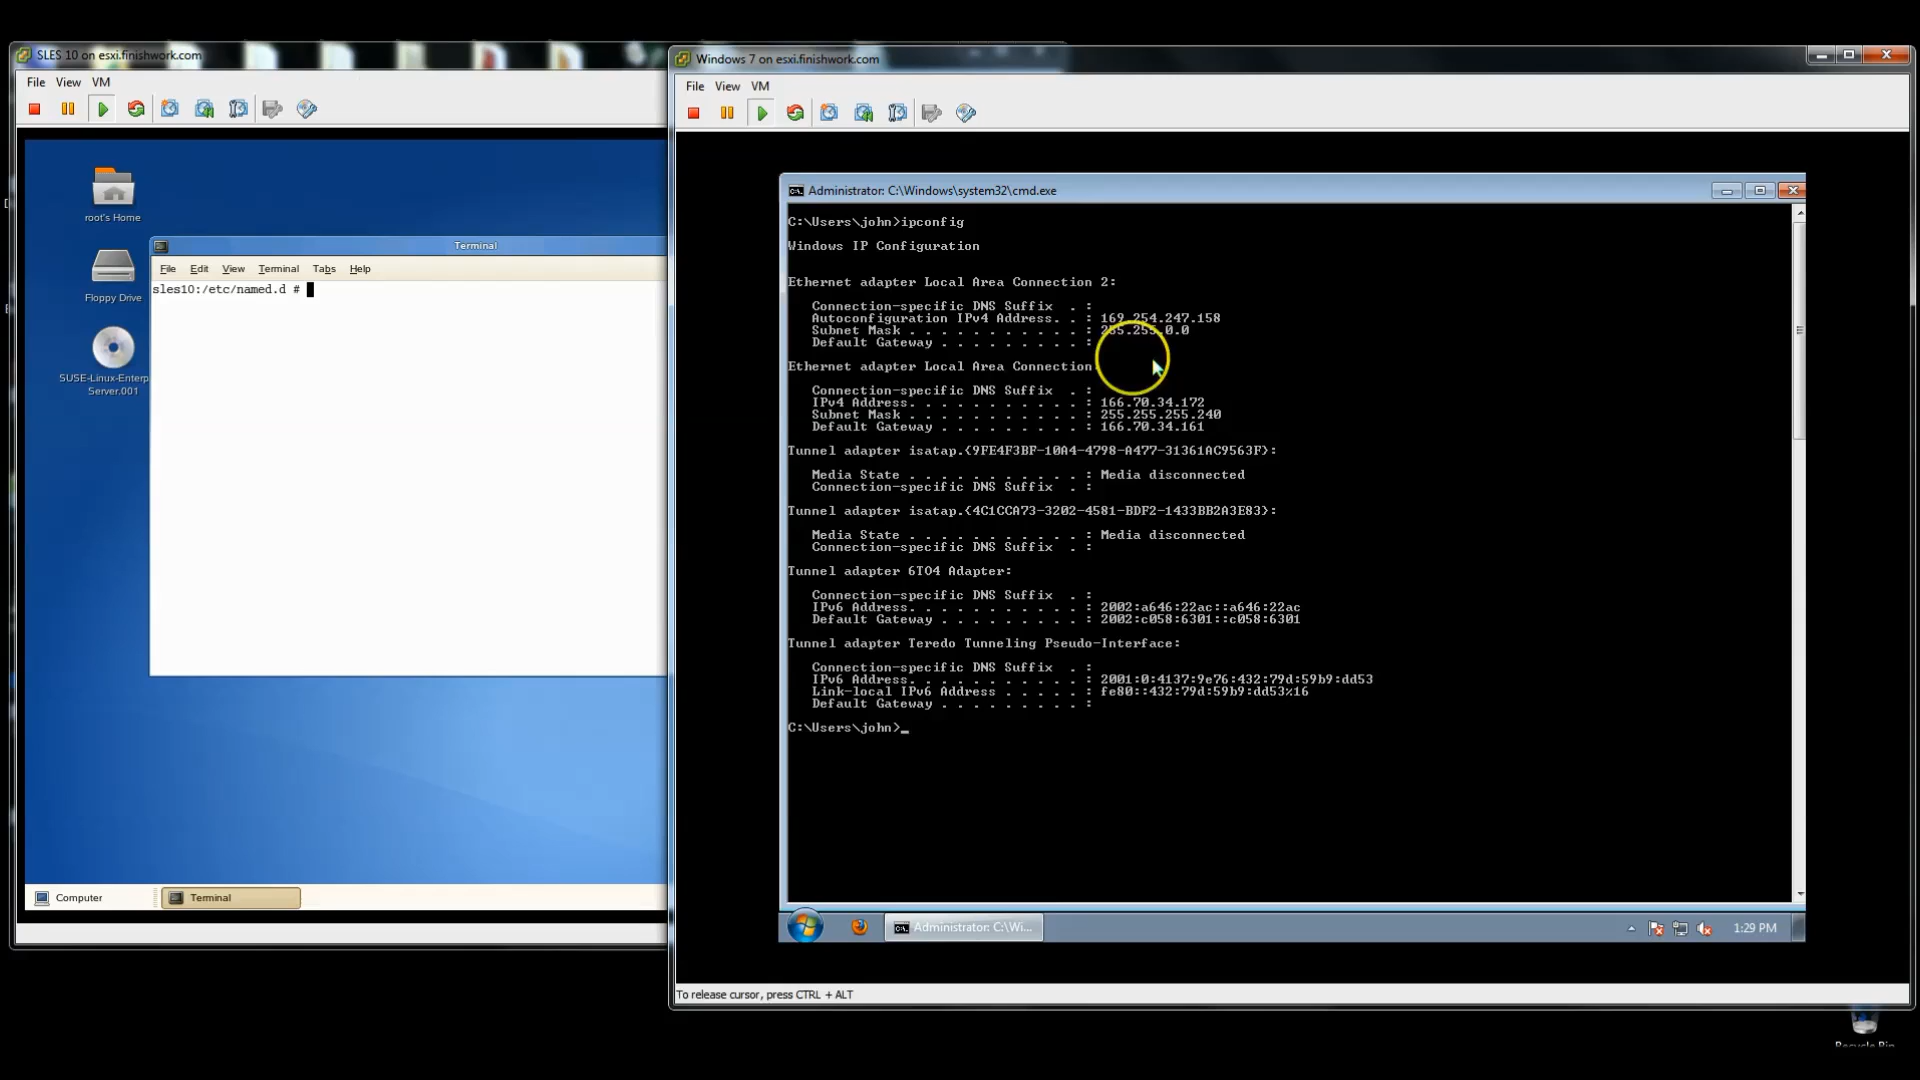 SLES 10 on esxi.finishwork.com
File View VM
root's Home
Floppy Drive
SUSE-Linux-Enterp
Server.001
Terminal
File Edit View Terminal Tabs Help
sles10:/etc/named.d #
Computer
Terminal
Windows 7 on esxi.finishwork.com
File View VM
Administrator: C:\Windows\system32\cmd.exe
C:\Users\john>ipconfig
Windows IP Configuration
Ethernet adapter Local Area Connection 2:
Connection-specific DNS Suffix . :
Autoconfiguration IPv4 Address. . : 169.254.247.158
Subnet Mask . . . . . . . . . . . : 255.255.0.0
Default Gateway . . . . . . . . . :
Ethernet adapter Local Area Connection:
Connection-specific DNS Suffix . :
IPv4 Address. . . . . . . . . . . : 166.70.34.172
Subnet Mask . . . . . . . . . . . : 255.255.255.240
Default Gateway . . . . . . . . . : 166.70.34.161
Tunnel adapter isatap.{9FE4F3BF-10A4-4798-A477-31361AC9563F}:
Media State . . . . . . . . . . . : Media disconnected
Connection-specific DNS Suffix . :
Tunnel adapter isatap.{4C1CCA73-3202-4581-BDF2-1433BB2A3E83}:
Media State . . . . . . . . . . . : Media disconnected
Connection-specific DNS Suffix . :
Tunnel adapter 6TO4 Adapter:
Connection-specific DNS Suffix . :
IPv6 Address. . . . . . . . . . . : 2002:a646:22ac::a646:22ac
Default Gateway . . . . . . . . . : 2002:c058:6301::c058:6301
Tunnel adapter Teredo Tunneling Pseudo-Interface:
Connection-specific DNS Suffix . :
IPv6 Address. . . . . . . . . . . : 2001:0:4137:9e76:432:79d:59b9:dd53
Link-local IPv6 Address . . . . . : fe80::432:79d:59b9:dd53%16
Default Gateway . . . . . . . . . :
C:\Users\john>_
Administrator: C:\Wi...
1:29 PM
To release cursor, press CTRL + ALT
Recycle Bin